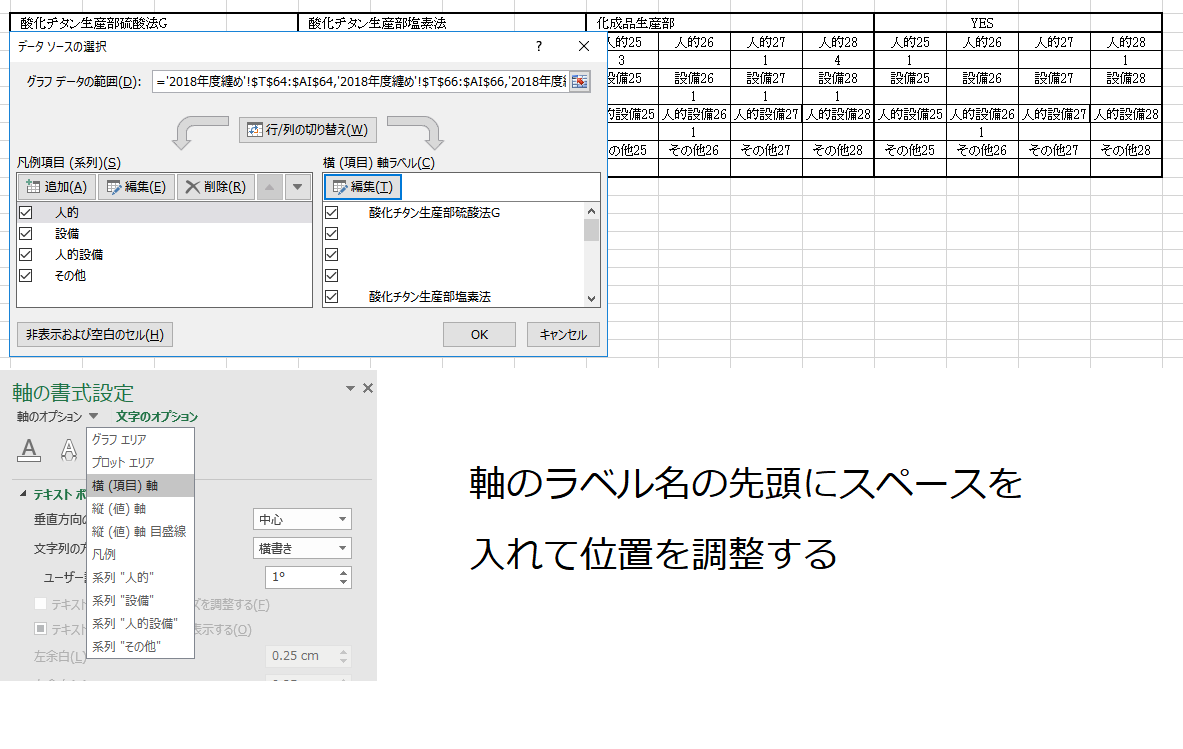 酸化チタン生産部硫酸法G 酸化チタン生産部塩素法 化成品生産部 YES
データ ソースの選択 ? ×
人的25 人的26 人的27 人的28 人的25 人的26 人的27 人的28
3 1 4 1 1
グラフ データの範囲(D): ='2018年度纏め'!$T$64:$AI$64,'2018年度纏め'!$T$66:$AI$66,'2018年度
設備25 設備26 設備27 設備28 設備25 設備26 設備27 設備28
1 1 1
人的設備25 人的設備26 人的設備27 人的設備28 人的設備25 人的設備26 人的設備27 人的設備28
行/列の切り替え(W)
1 1
その他25 その他26 その他27 その他28 その他25 その他26 その他27 その他28
凡例項目 (系列)(S)
追加(A) 編集(E) 削除(R)
人的
設備
人的設備
その他
横 (項目) 軸ラベル(C)
編集(T)
酸化チタン生産部硫酸法G
酸化チタン生産部塩素法
非表示および空白のセル(H) OK キャンセル
軸の書式設定
軸のオプション 文字のオプション
グラフ エリア
プロット エリア
横 (項目) 軸
縦 (値) 軸
縦 (値) 軸 目盛線
凡例
系列 "人的"
系列 "設備"
系列 "人的設備"
系列 "その他"
テキスト ボ
垂直方向の 中心
文字列の方 横書き
ユーザー設 1°
テキスト ズを調整する(F)
テキスト 表示する(O)
左余白(L) 0.25 cm
軸のラベル名の先頭にスペースを
入れて位置を調整する